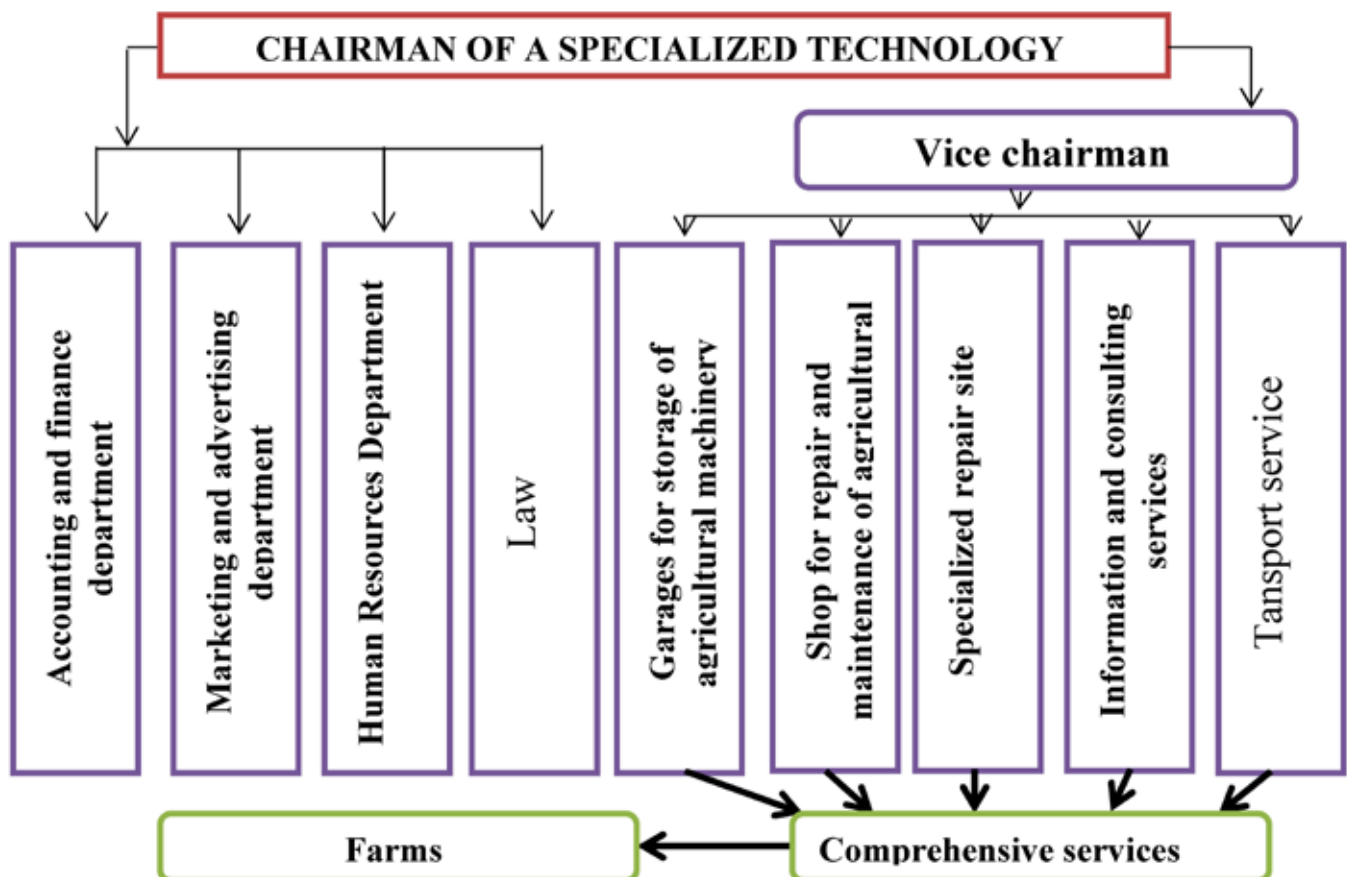 CHAIRMAN OF A SPECIALIZED TECHNOLOGY
Vice chairman
Accounting and finance
department
Marketing and advertising
department
Human Resources Department
Law
Garages for storage of
agricultural machinery
Shop for repair and
maintenance of agricultural
Specialized repair site
Information and consulting
services
Tansport service
Farms
Comprehensive services